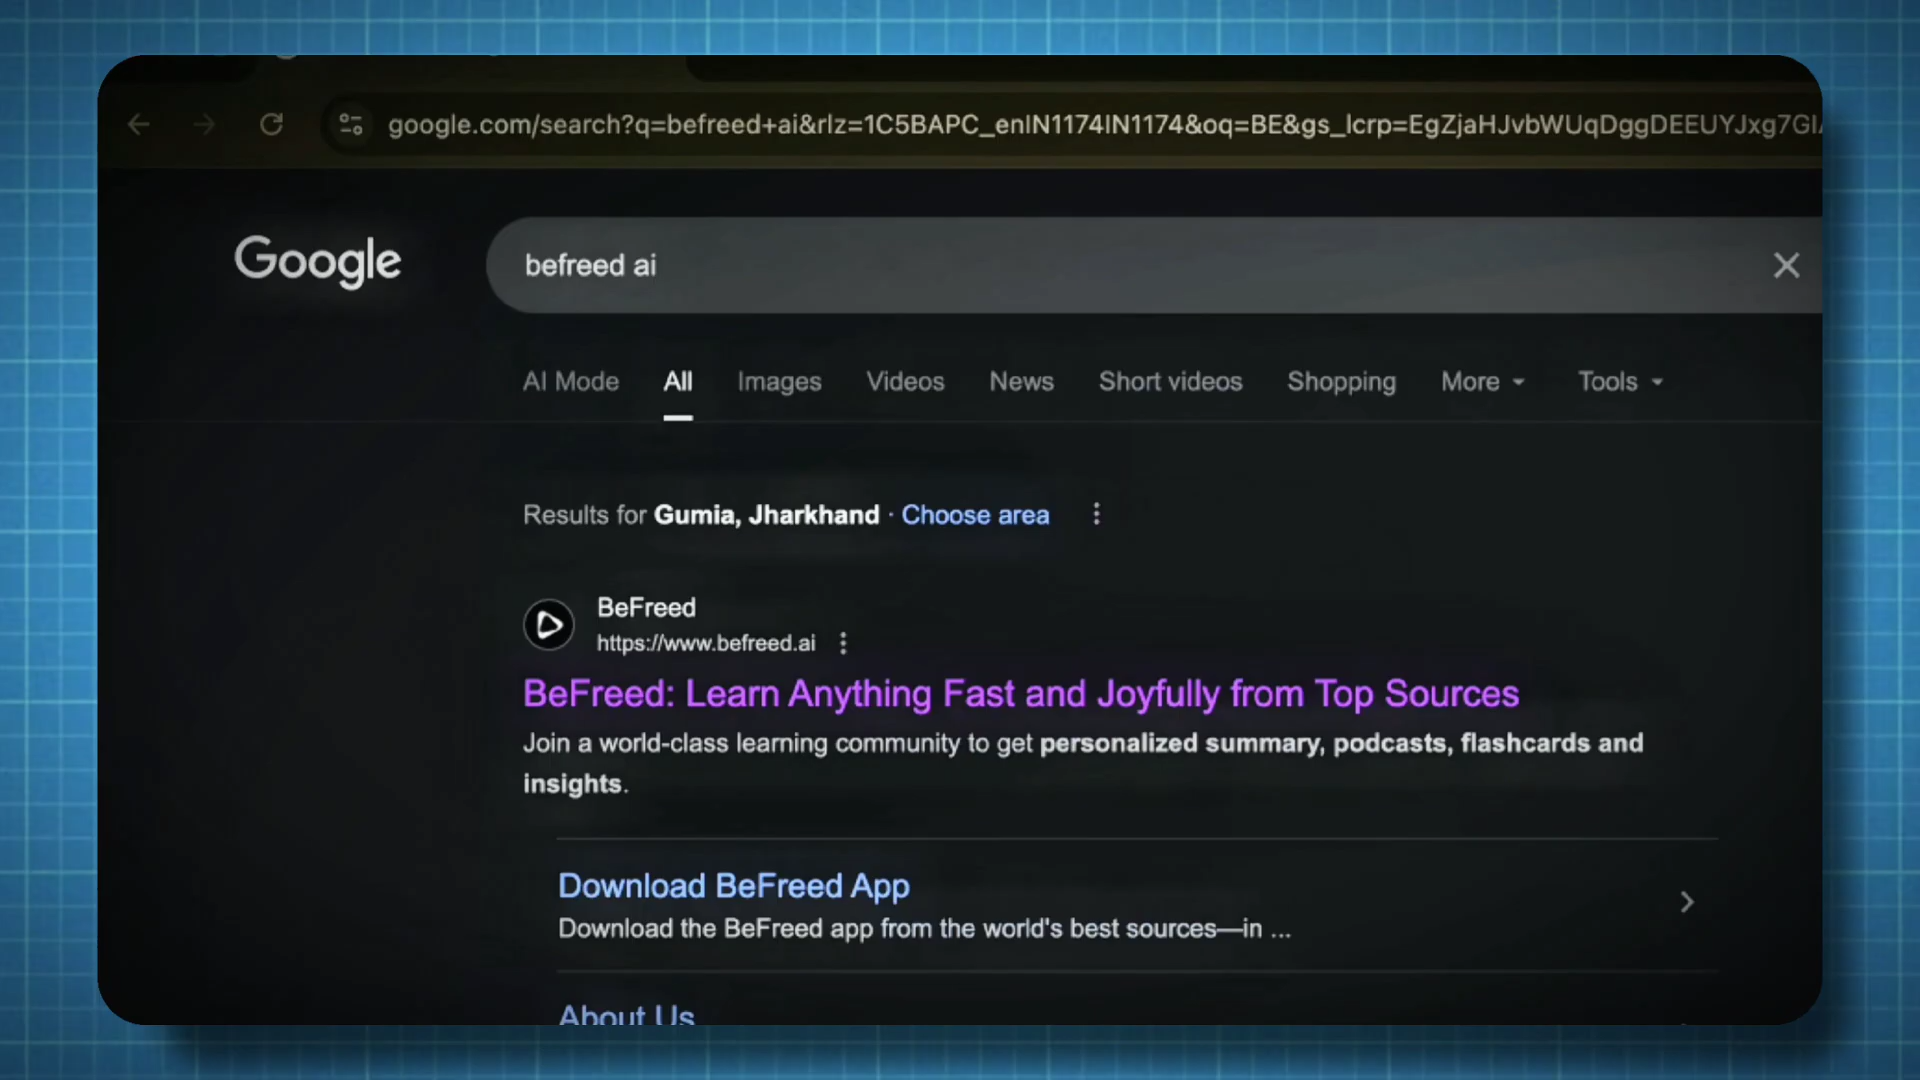 google.com/search?q=befreed+ai&rlz=1C5BAPC_enIN1174IN1174&oq=BE&gs_lcrp=EgZjaHJvbWUqDggDEEUYJxg7GIA
Google
befreed ai
AI Mode All Images Videos News Short videos Shopping More Tools
Results for Gumia, Jharkhand · Choose area
BeFreed
https://www.befreed.ai
BeFreed: Learn Anything Fast and Joyfully from Top Sources
Join a world-class learning community to get personalized summary, podcasts, flashcards and
insights.
Download BeFreed App
Download the BeFreed app from the world's best sources—in ...
About Us